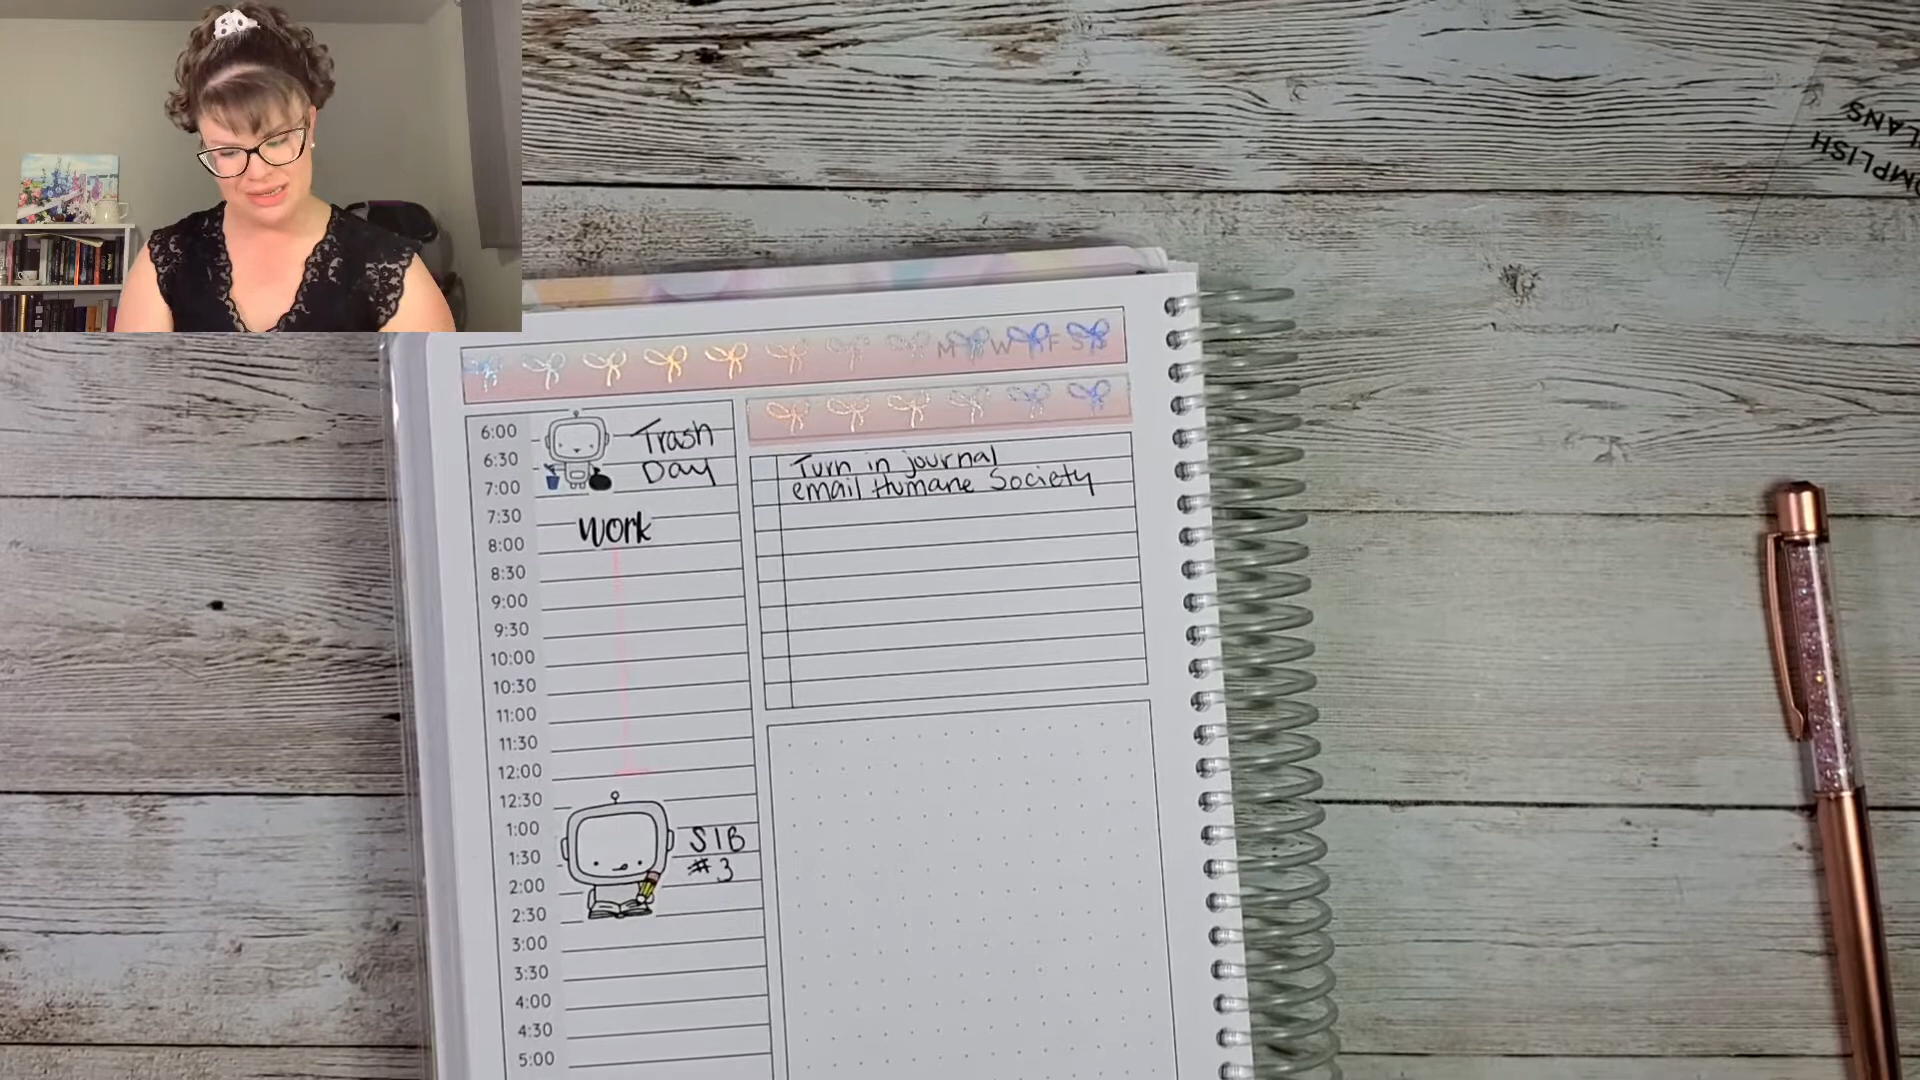 PLANS
OMPLISH
M W F S
6:00
6:30
7:00
7:30
8:00
8:30
9:00
9:30
10:00
10:30
11:00
11:30
12:00
12:30
1:00
1:30
2:00
2:30
3:00
3:30
4:00
4:30
5:00
Trash
Day
work
SIB
#3
Turn in journal
email Humane Society